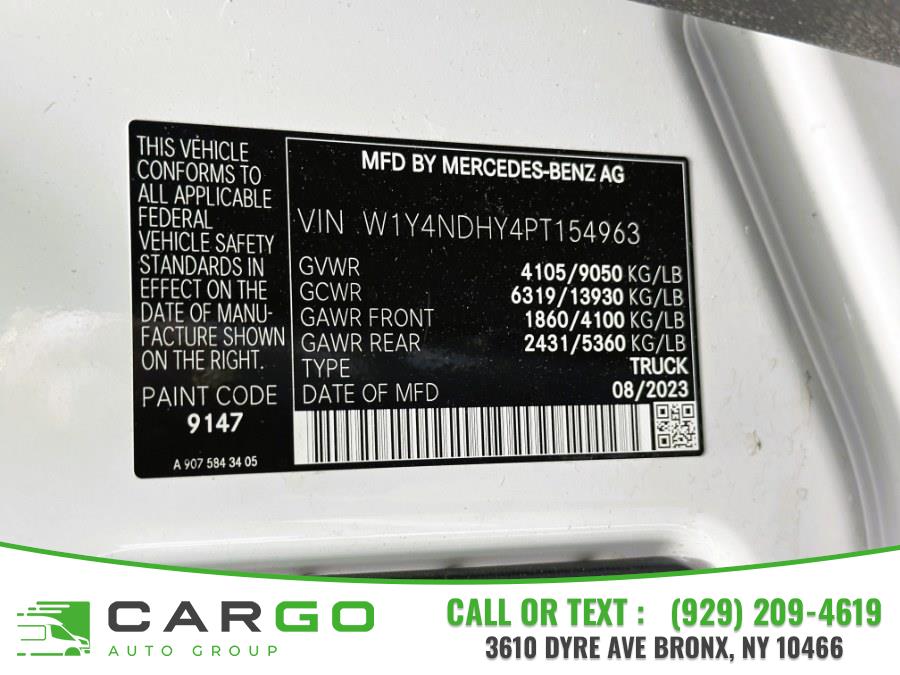 THIS VEHICLE
CONFORMS TO
ALL APPLICABLE
FEDERAL
VEHICLE SAFETY
STANDARDS IN
EFFECT ON THE
DATE OF MANU-
FACTURE SHOWN
ON THE RIGHT.
PAINT CODE
9147
A 907 584 34 05
MFD BY MERCEDES-BENZ AG
VIN W1Y4NDHY4PT154963
GVWR 4105/9050 KG/LB
GCWR 6319/13930 KG/LB
GAWR FRONT 1860/4100 KG/LB
GAWR REAR 2431/5360 KG/LB
TYPE TRUCK
DATE OF MFD 08/2023
CARGO
AUTO GROUP
CALL OR TEXT : (929) 209-4619
3610 DYRE AVE BRONX, NY 10466